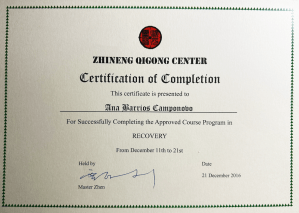 ZHINENG QIGONG CENTER
Certification of Completion
This certificate is presented to
Ana Barrios Camponovo
For Successfully Completing the Approved Course Program in
RECOVERY
From December 11th to 21st
Held by Date
21 December 2016
Master Zhen